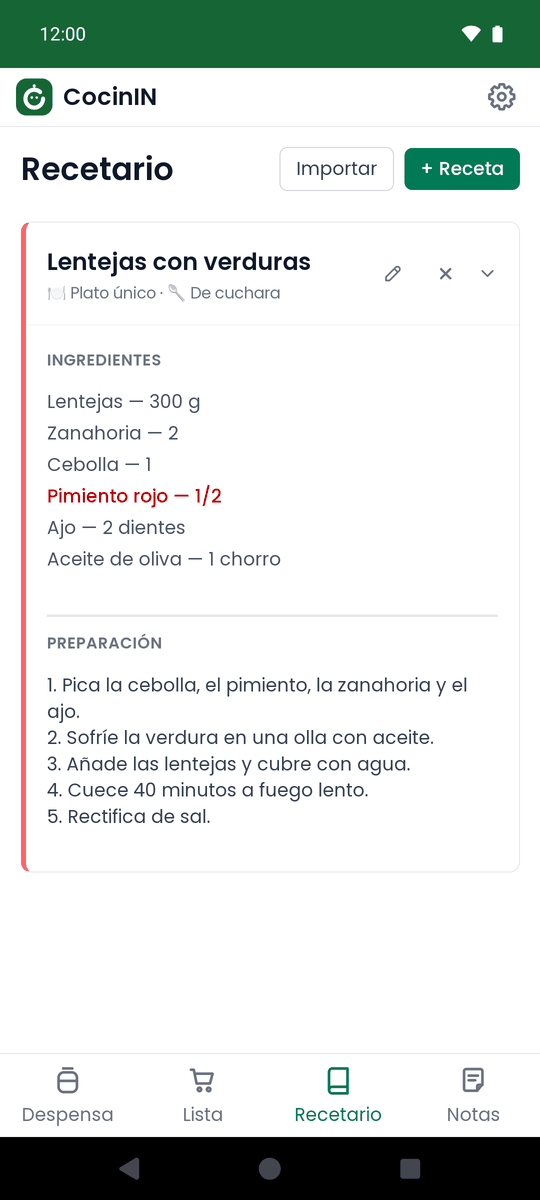 12:00
CocinIN
Recetario
Importar
+ Receta
Lentejas con verduras
Plato único · De cuchara
INGREDIENTES
Lentejas — 300 g
Zanahoria — 2
Cebolla — 1
Pimiento rojo — 1/2
Ajo — 2 dientes
Aceite de oliva — 1 chorro
PREPARACIÓN
1. Pica la cebolla, el pimiento, la zanahoria y el
ajo.
2. Sofríe la verdura en una olla con aceite.
3. Añade las lentejas y cubre con agua.
4. Cuece 40 minutos a fuego lento.
5. Rectifica de sal.
Despensa
Lista
Recetario
Notas